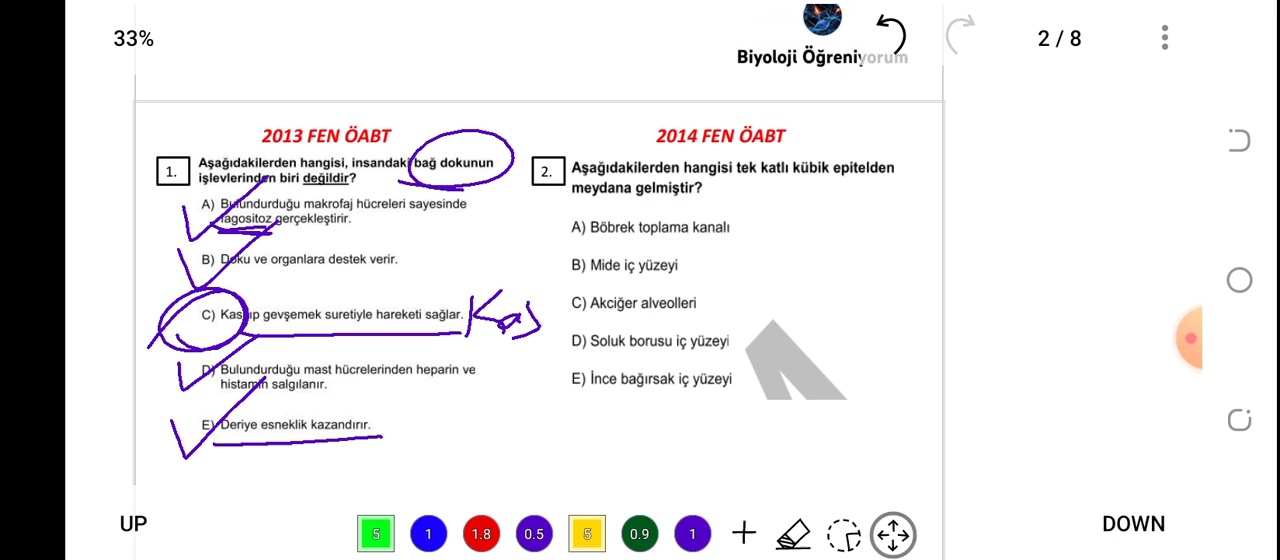 33%
2 / 8
Biyoloji Öğreniyorum
2013 FEN ÖABT
1. Aşağıdakilerden hangisi, insandaki bağ dokunun
işlevlerinden biri değildir?
A) Bulundurduğu makrofaj hücreleri sayesinde
fagositoz gerçekleştirir.
B) Doku ve organlara destek verir.
C) Kasılıp gevşemek suretiyle hareketi sağlar. Kas
D) Bulundurduğu mast hücrelerinden heparin ve
histamin salgılanır.
E) Deriye esneklik kazandırır.
2014 FEN ÖABT
2. Aşağıdakilerden hangisi tek katlı kübik epitelden
meydana gelmiştir?
A) Böbrek toplama kanalı
B) Mide iç yüzeyi
C) Akciğer alveolleri
D) Soluk borusu iç yüzeyi
E) İnce bağırsak iç yüzeyi
UP
5 1 1.8 0.5 5 0.9 1
DOWN